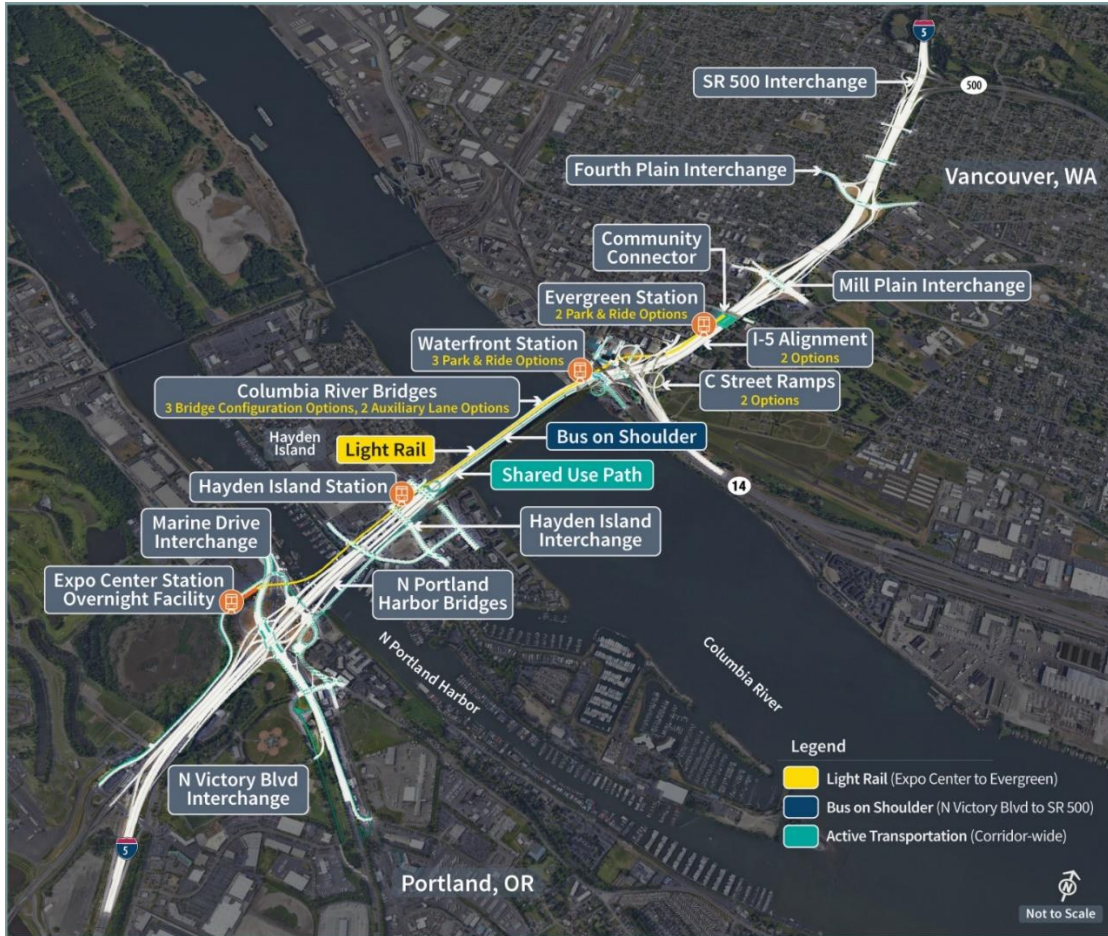 5
SR 500 Interchange
500
Fourth Plain Interchange
Vancouver, WA
Community
Connector
Mill Plain Interchange
Evergreen Station
2 Park & Ride Options
Waterfront Station
3 Park & Ride Options
I-5 Alignment
2 Options
Columbia River Bridges
3 Bridge Configuration Options, 2 Auxiliary Lane Options
C Street Ramps
2 Options
Hayden
Island
Light Rail
Bus on Shoulder
Shared Use Path
14
Hayden Island Station
Hayden Island
Interchange
Marine Drive
Interchange
Expo Center Station
Overnight Facility
N Portland
Harbor Bridges
N Portland Harbor
Columbia River
N Victory Blvd
Interchange
5
Portland, OR
Legend
Light Rail (Expo Center to Evergreen)
Bus on Shoulder (N Victory Blvd to SR 500)
Active Transportation (Corridor-wide)
N
Not to Scale